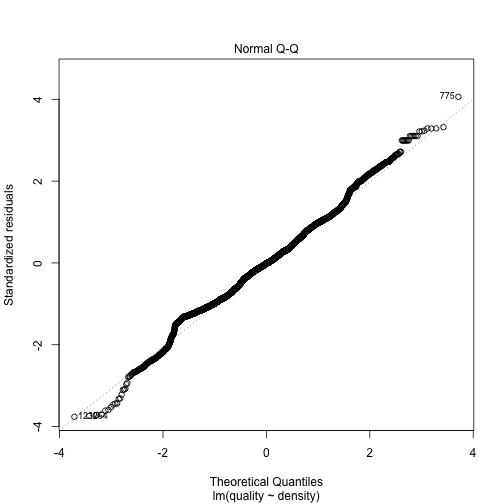 Normal Q-Q
775
4
2
0
-2
-4
Standardized residuals
-4
-2
0
2
4
Theoretical Quantiles
lm(quality ~ density)